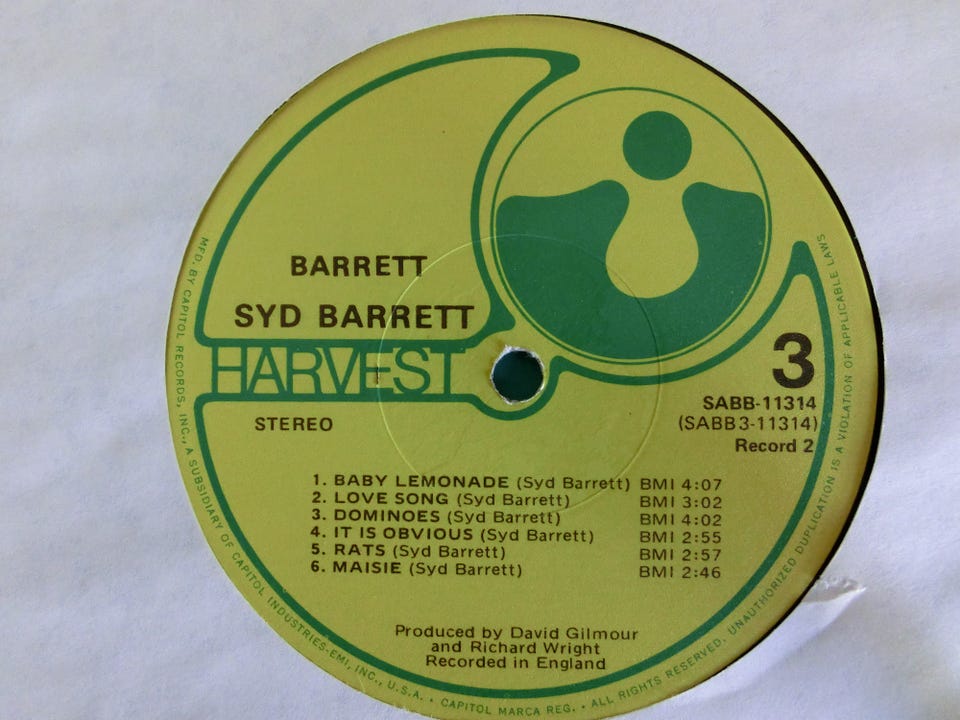 BARRETT
SYD BARRETT
HARVEST
STEREO
3
SABB-11314
(SABB3-11314)
Record 2
1. BABY LEMONADE (Syd Barrett) BMI 4:07
2. LOVE SONG (Syd Barrett) BMI 3:02
3. DOMINOES (Syd Barrett) BMI 4:02
4. IT IS OBVIOUS (Syd Barrett) BMI 2:55
5. RATS (Syd Barrett) BMI 2:57
6. MAISIE (Syd Barrett) BMI 2:46
Produced by David Gilmour
and Richard Wright
Recorded in England
MFD. BY CAPITOL RECORDS, INC., A SUBSIDIARY OF CAPITOL INDUSTRIES-EMI, INC., U.S.A. • CAPITOL MARCA REG. • ALL RIGHTS RESERVED. UNAUTHORIZED DUPLICATION IS A VIOLATION OF APPLICABLE LAWS